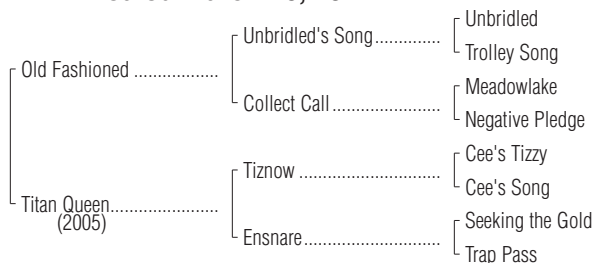 Unbridled
Unbridled's Song..............
Trolley Song
Old Fashioned ..................
Meadowlake
Collect Call.......................
Negative Pledge
Cee's Tizzy
Tiznow ..............................
Cee's Song
Titan Queen.......................
(2005)
Seeking the Gold
Ensnare.............................
Trap Pass